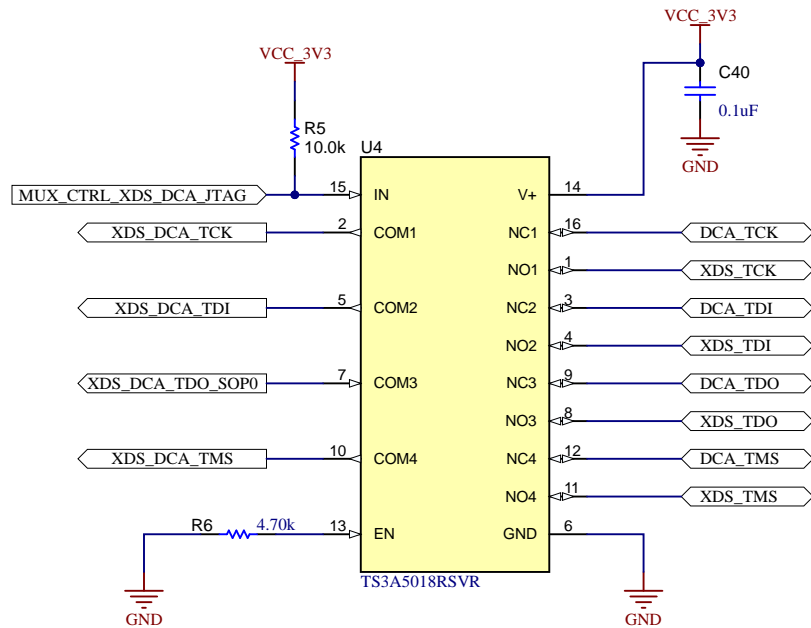 VCC_3V3
VCC_3V3
C40
0.1uF
GND
R5
10.0k
U4
MUX_CTRL_XDS_DCA_JTAG
15
IN
V+
14
XDS_DCA_TCK
2
COM1
NC1
16
DCA_TCK
NO1
1
XDS_TCK
XDS_DCA_TDI
5
COM2
NC2
3
DCA_TDI
NO2
4
XDS_TDI
XDS_DCA_TDO_SOP0
7
COM3
NC3
9
DCA_TDO
NO3
8
XDS_TDO
XDS_DCA_TMS
10
COM4
NC4
12
DCA_TMS
NO4
11
XDS_TMS
R6
4.70k
13
EN
GND
6
TS3A5018RSVR
GND
GND